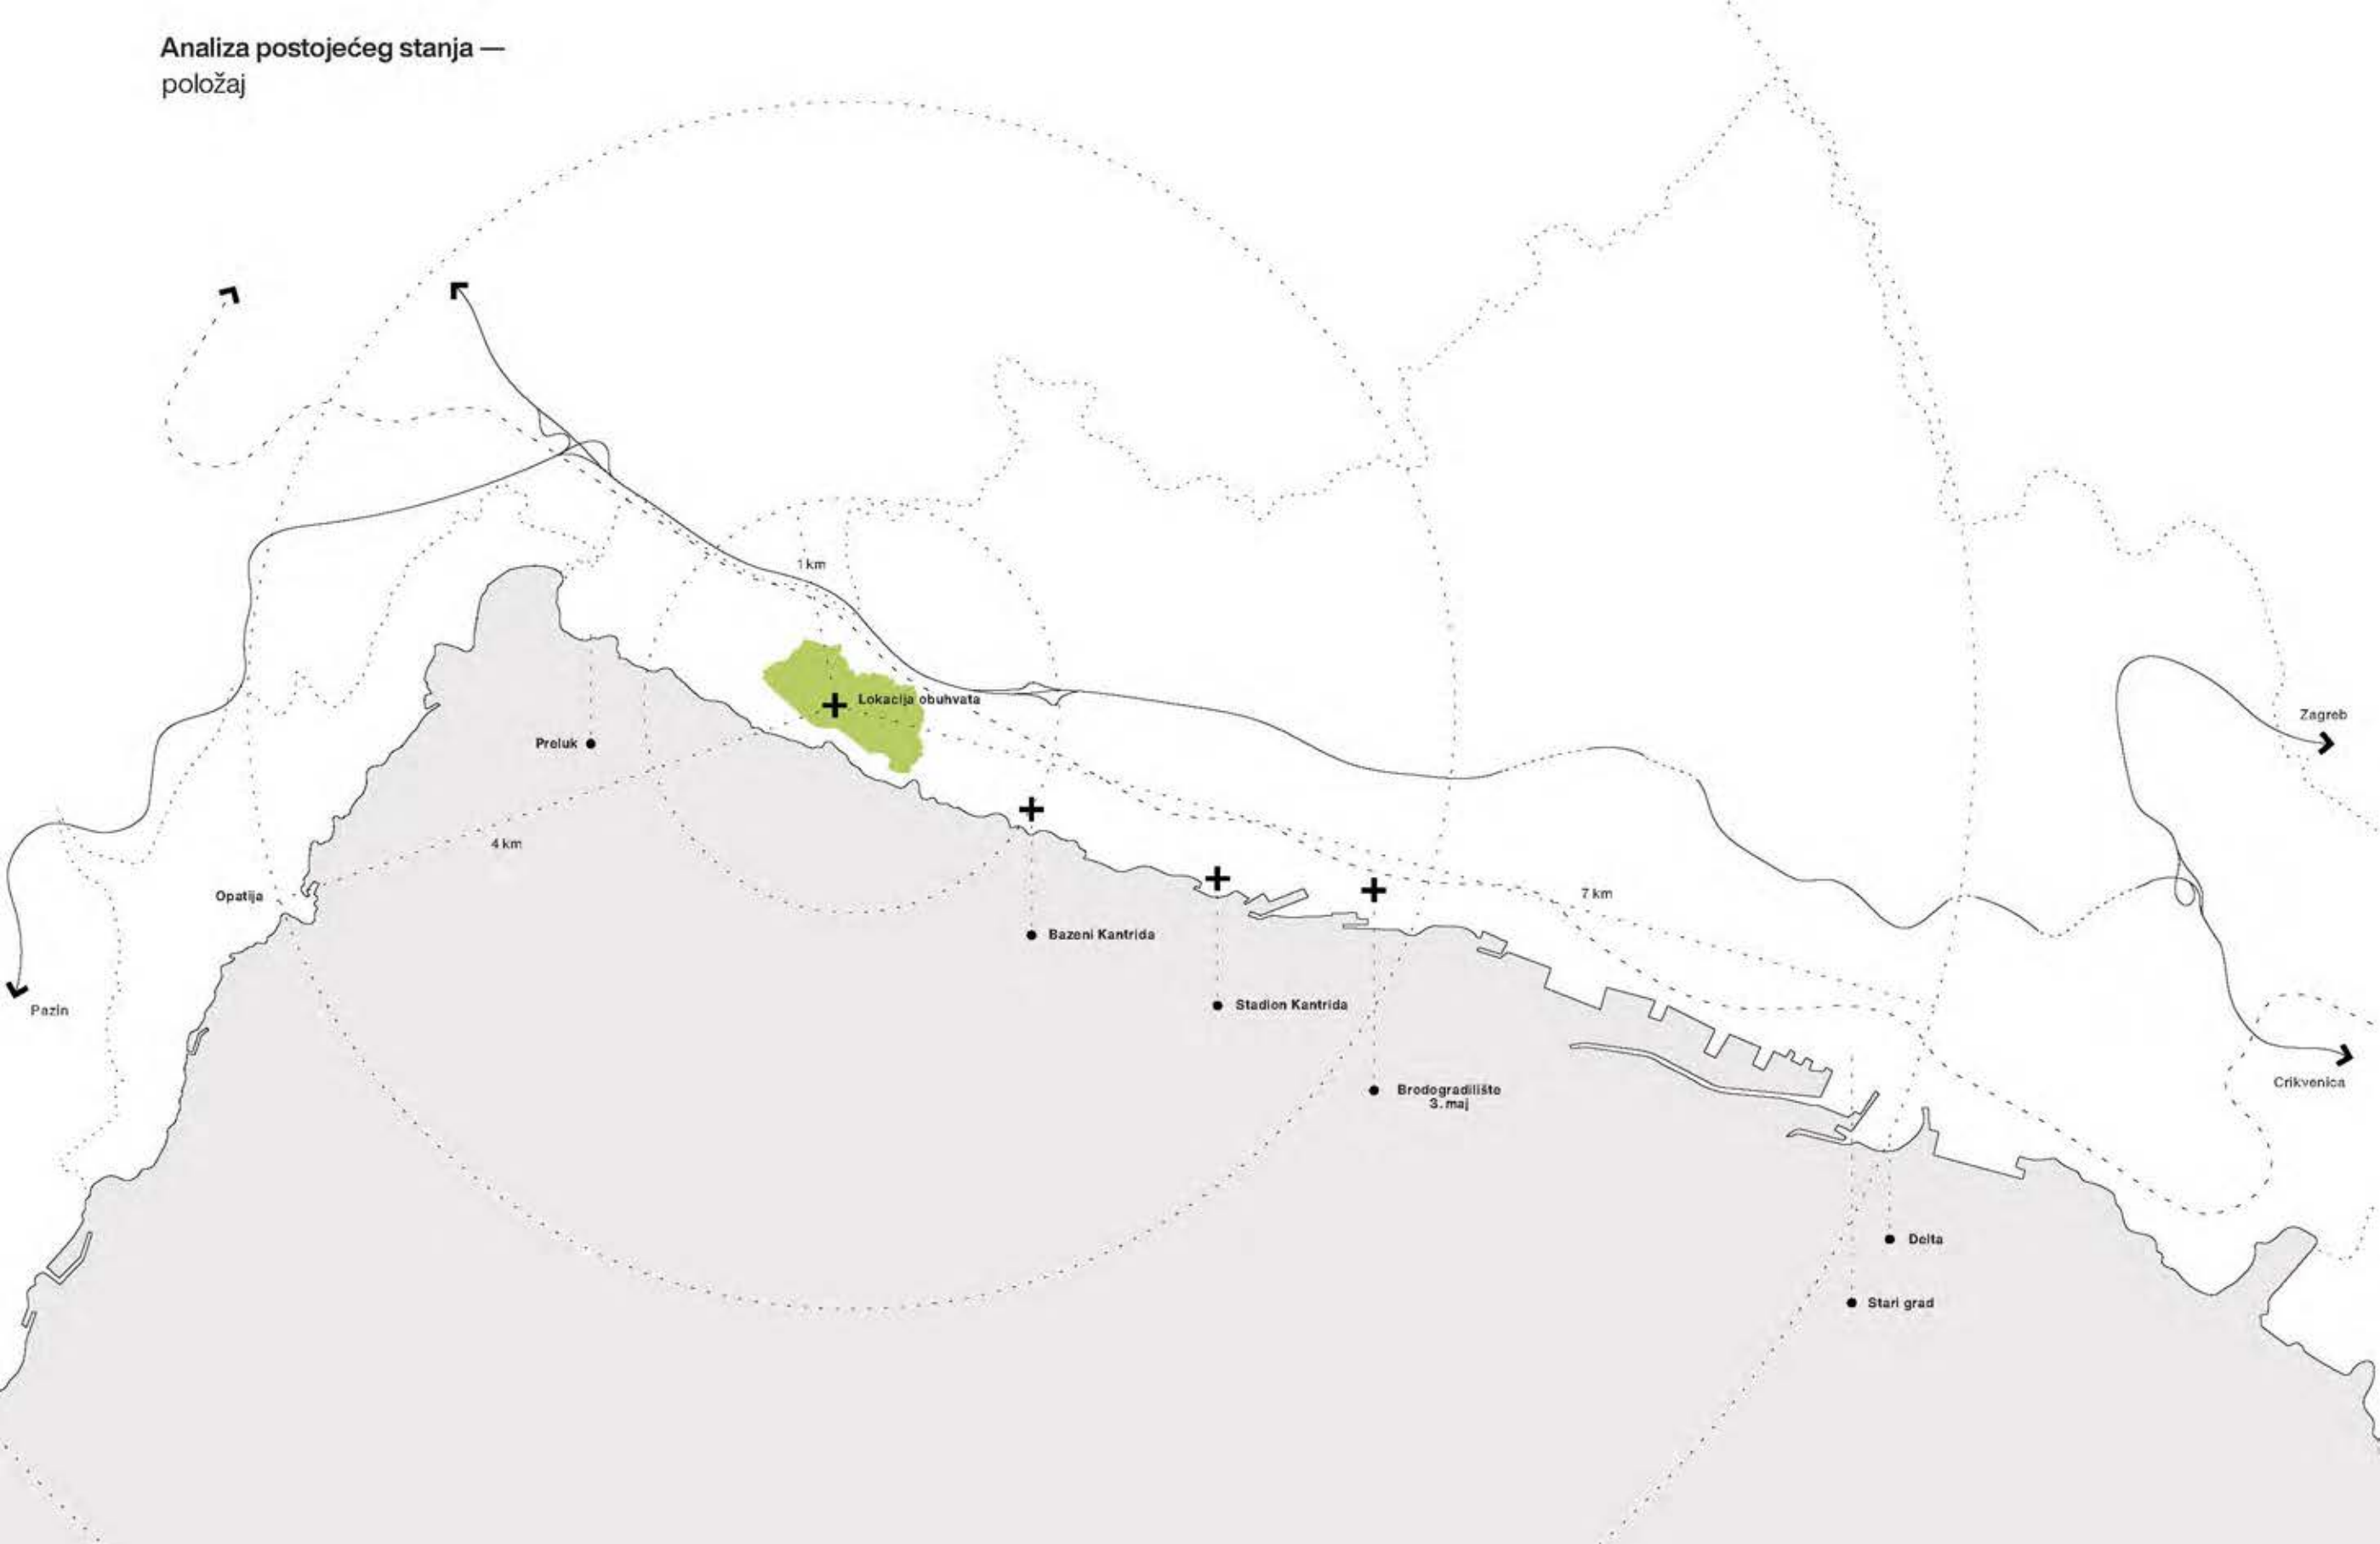 Analiza postojećeg stanja —
položaj
1 km
Lokacija obuhvata
Zagreb
Preluk
4 km
Opatija
7 km
Bazeni Kantrida
Pazin
Stadion Kantrida
Crikvenica
Brodogradilište
3. maj
Delta
Stari grad